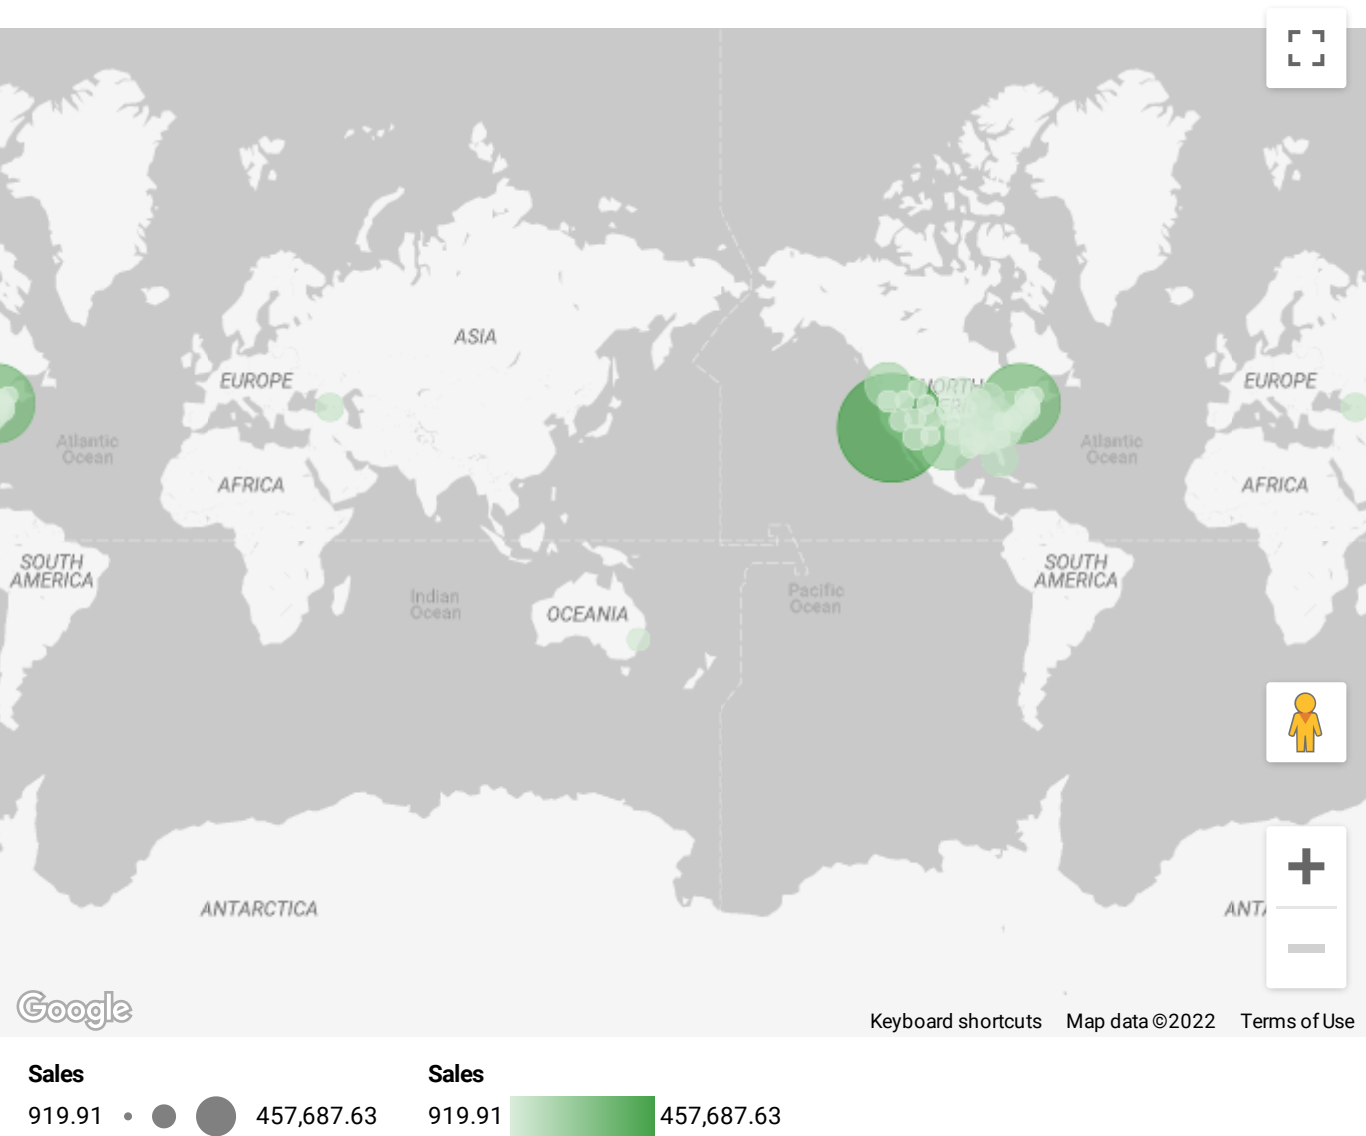 ASIA
EUROPE
NORTH
EUROPE
Atlantic
Ocean
Atlantic
Ocean
AFRICA
AFRICA
SOUTH
AMERICA
SOUTH
AMERICA
Indian
Ocean
OCEANIA
Pacific
Ocean
ANTARCTICA
ANTA
Google
Keyboard shortcuts
Map data ©2022
Terms of Use
Sales
919.91
457,687.63
Sales
919.91
457,687.63